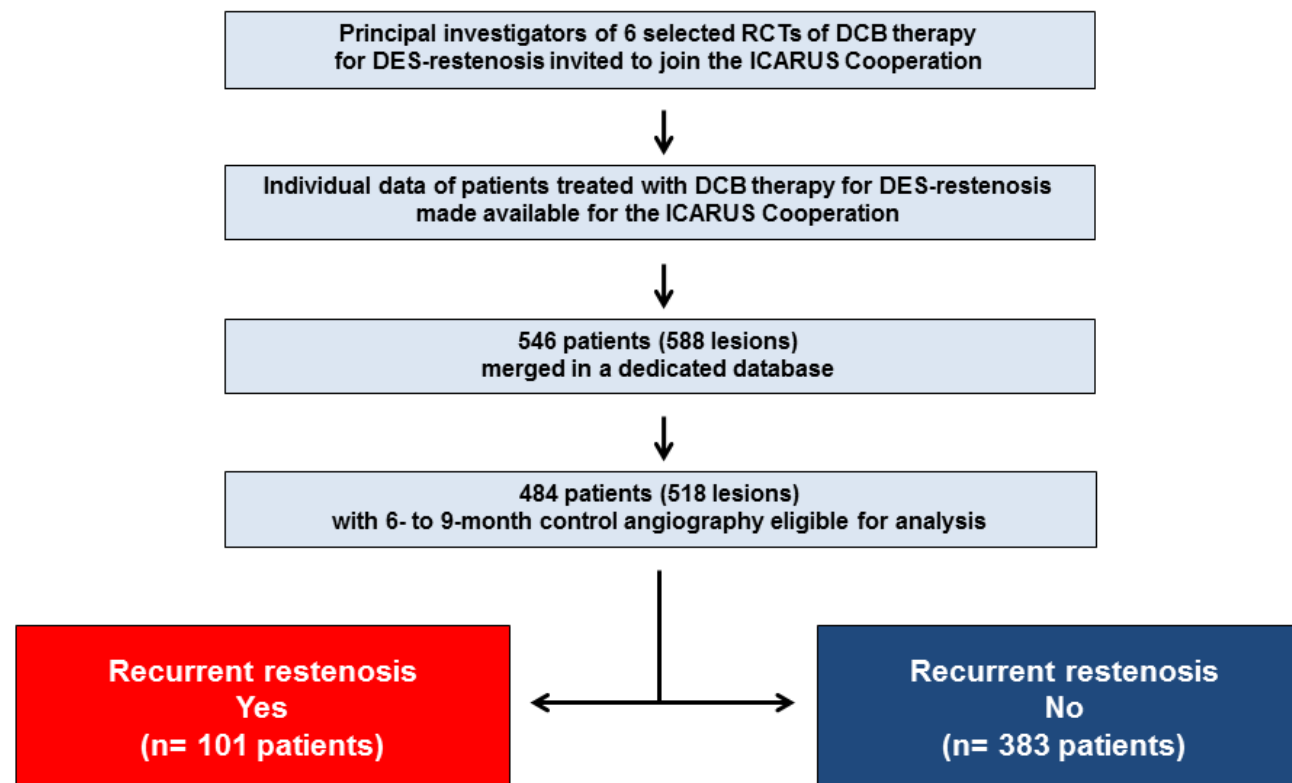 Principal investigators of 6 selected RCTs of DCB therapy
for DES-restenosis invited to join the ICARUS Cooperation
Individual data of patients treated with DCB therapy for DES-restenosis
made available for the ICARUS Cooperation
546 patients (588 lesions)
merged in a dedicated database
484 patients (518 lesions)
with 6- to 9-month control angiography eligible for analysis
Recurrent restenosis
Yes
(n= 101 patients)
Recurrent restenosis
No
(n= 383 patients)